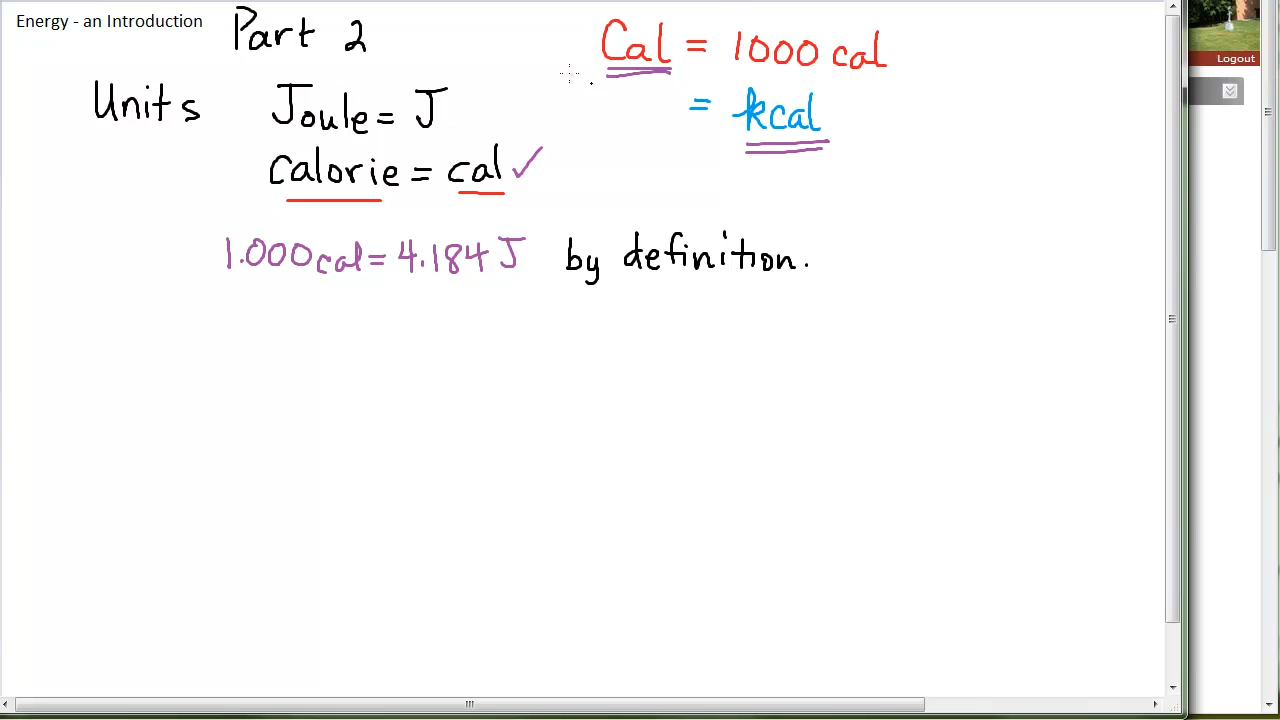 Energy - an Introduction
Part 2
Cal = 1000 cal
= kcal
Units Joule = J
calorie = cal ✓
1.000 cal = 4.184 J by definition.
Logout